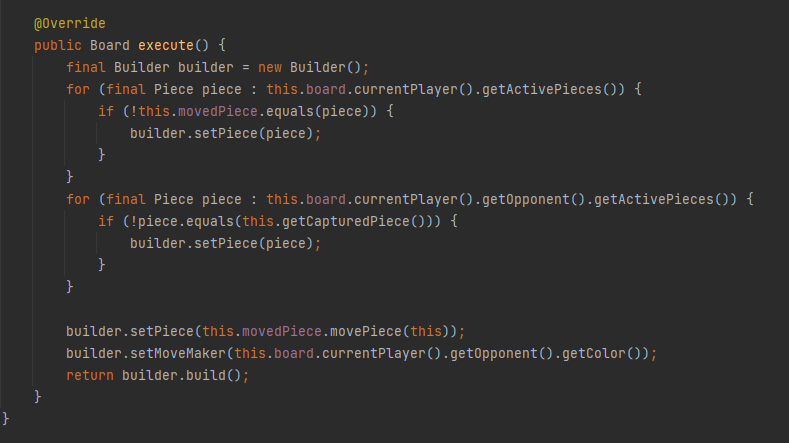 @Override
public Board execute() {
final Builder builder = new Builder();
for (final Piece piece : this.board.currentPlayer().getActivePieces()) {
if (!this.movedPiece.equals(piece)) {
builder.setPiece(piece);
}
}
for (final Piece piece : this.board.currentPlayer().getOpponent().getActivePieces()) {
if (!piece.equals(this.getCapturedPiece())) {
builder.setPiece(piece);
}
}
builder.setPiece(this.movedPiece.movePiece(this));
builder.setMoveMaker(this.board.currentPlayer().getOpponent().getColor());
return builder.build();
}
}